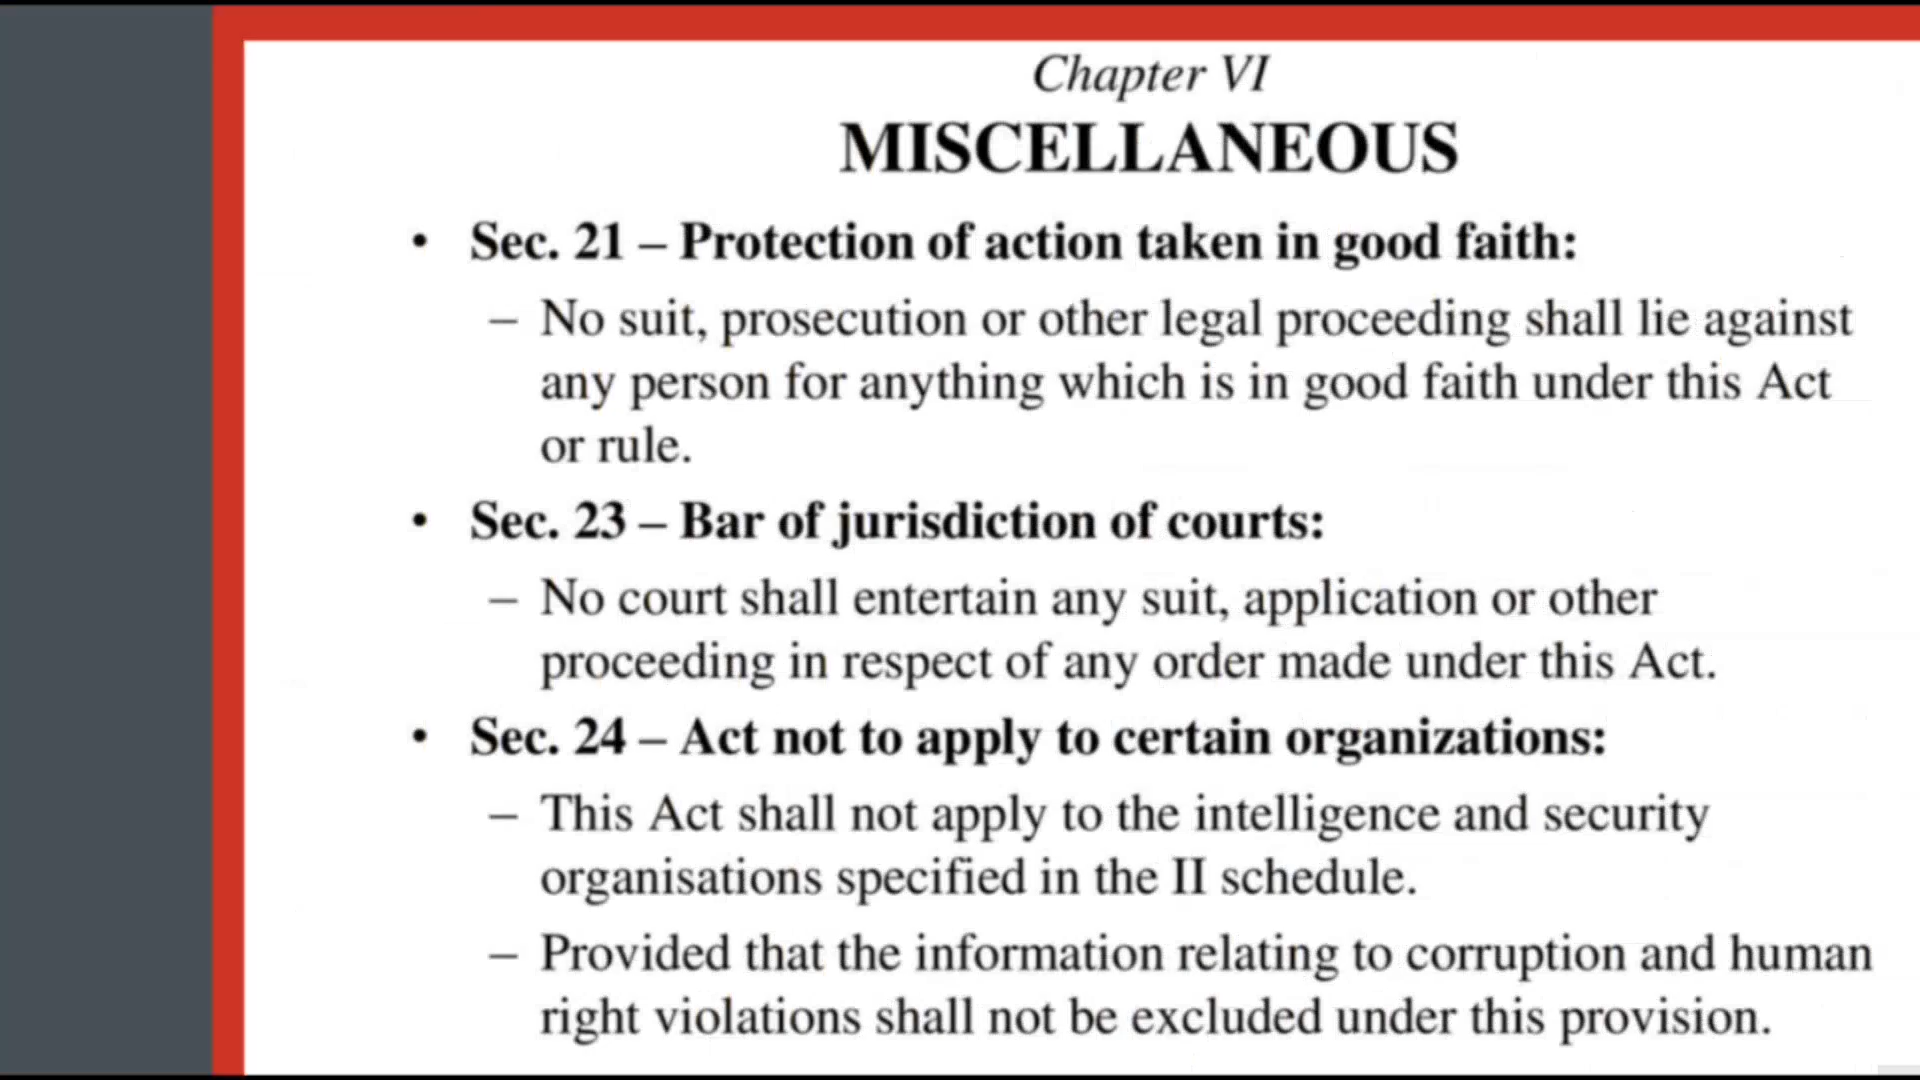 Chapter VI
MISCELLANEOUS
• Sec. 21 – Protection of action taken in good faith:
– No suit, prosecution or other legal proceeding shall lie against
any person for anything which is in good faith under this Act
or rule.
• Sec. 23 – Bar of jurisdiction of courts:
– No court shall entertain any suit, application or other
proceeding in respect of any order made under this Act.
• Sec. 24 – Act not to apply to certain organizations:
– This Act shall not apply to the intelligence and security
organisations specified in the II schedule.
– Provided that the information relating to corruption and human
right violations shall not be excluded under this provision.